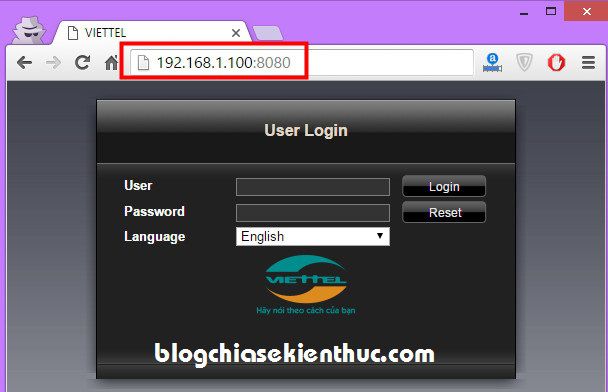 VIETTEL
192.168.1.100:8080
User Login
User
Login
Password
Reset
Language
English
VIETTEL
Hãy nói theo cách của bạn
blogchiasekienthuc.com